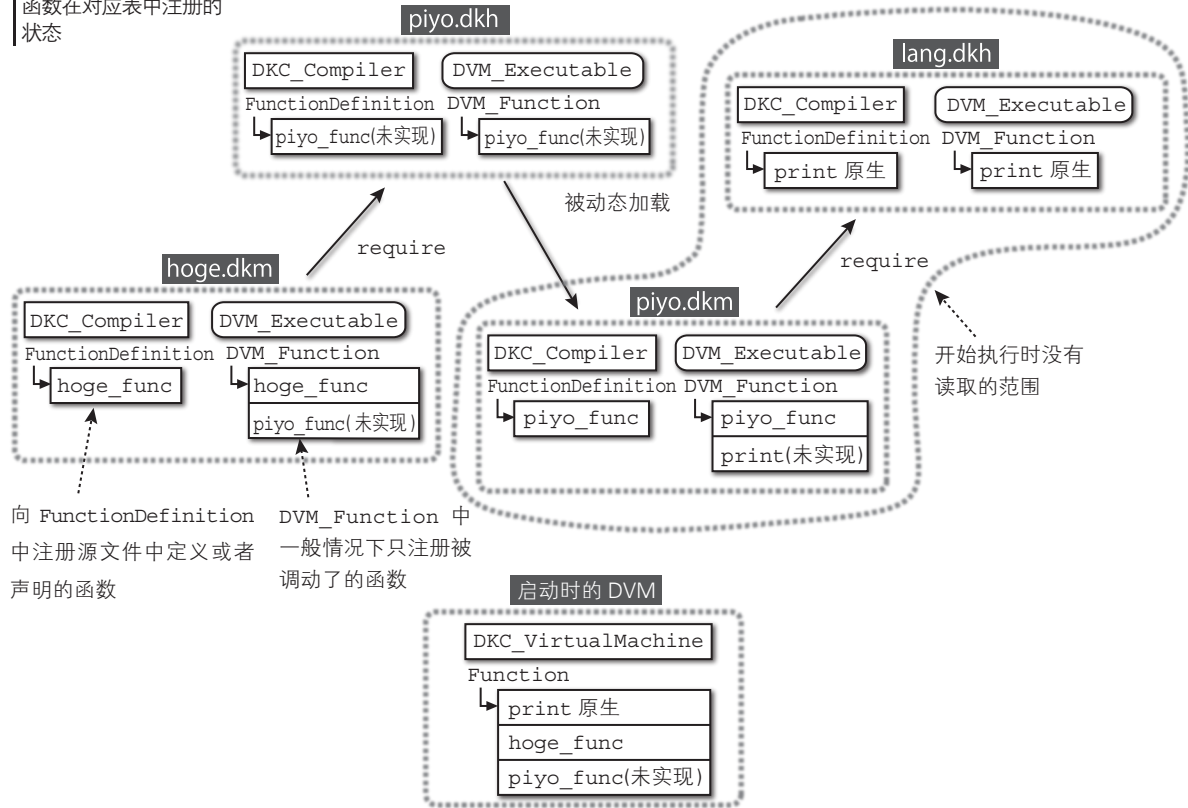 函数在对应表中注册的
状态
piyo.dkh
DKC_Compiler
DVM_Executable
FunctionDefinition
DVM_Function
piyo_func(未实现)
piyo_func(未实现)
lang.dkh
DKC_Compiler
DVM_Executable
FunctionDefinition
DVM_Function
print 原生
print 原生
被动态加载
require
require
hoge.dkm
DKC_Compiler
DVM_Executable
FunctionDefinition
DVM_Function
hoge_func
hoge_func
piyo_func(未实现)
piyo.dkm
DKC_Compiler
DVM_Executable
FunctionDefinition
DVM_Function
piyo_func
piyo_func
print(未实现)
开始执行时没有
读取的范围
向 FunctionDefinition
中注册源文件中定义或者
声明的函数
DVM_Function 中
一般情况下只注册被
调动了的函数
启动时的 DVM
DKC_VirtualMachine
Function
print 原生
hoge_func
piyo_func(未实现)